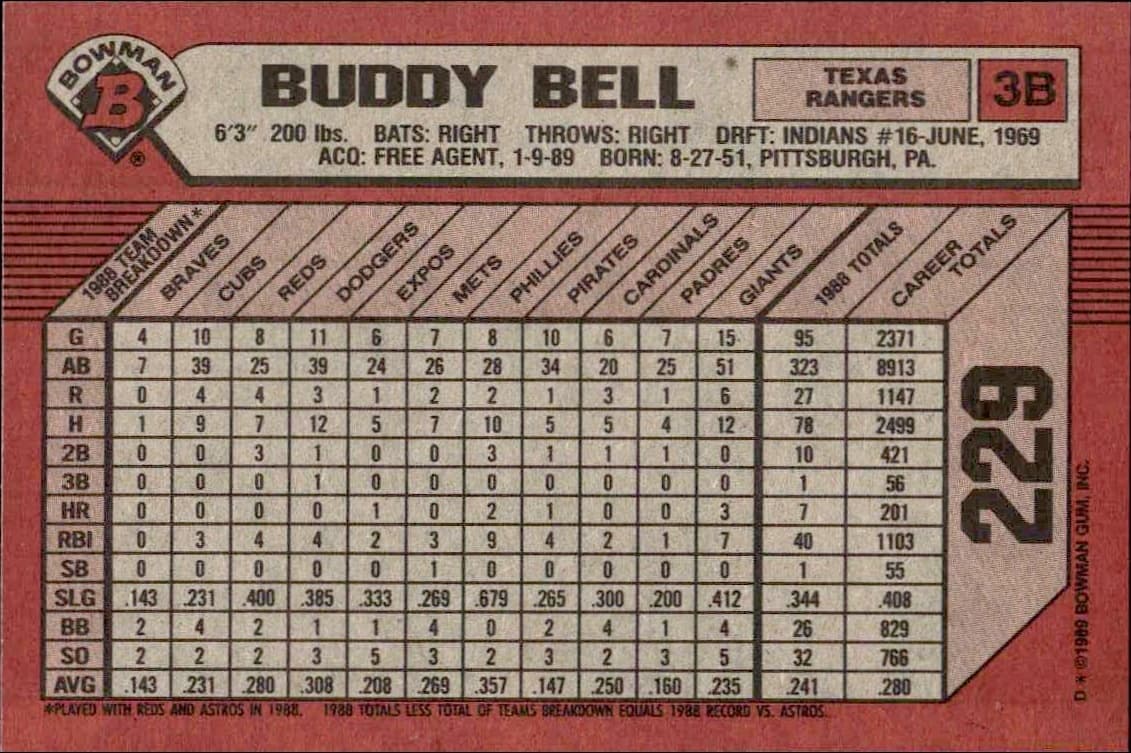 BOWMAN
B
®
BUDDY BELL
TEXAS RANGERS
3B
6'3" 200 lbs. BATS: RIGHT THROWS: RIGHT DRFT: INDIANS #16-JUNE, 1969
ACQ: FREE AGENT, 1-9-89 BORN: 8-27-51, PITTSBURGH, PA.
1988 TEAM BREAKDOWN* BRAVES CUBS REDS DODGERS EXPOS METS PHILLIES PIRATES CARDINALS PADRES GIANTS 1988 TOTALS CAREER TOTALS
G 4 10 8 11 6 7 8 10 6 7 15 95 2371
AB 7 39 25 39 24 26 28 34 20 25 51 323 8913
R 0 4 4 3 1 2 2 1 3 1 6 27 1147
H 1 9 7 12 5 7 10 5 5 4 12 78 2499
2B 0 0 3 1 0 0 3 1 1 1 0 10 421
3B 0 0 0 1 0 0 0 0 0 0 0 1 56
HR 0 0 0 0 1 0 2 1 0 0 3 7 201
RBI 0 3 4 4 2 3 9 4 2 1 7 40 1103
SB 0 0 0 0 0 1 0 0 0 0 0 1 55
SLG .143 .231 .400 .385 .333 .269 .679 .265 .300 .200 .412 .344 .408
BB 2 4 2 1 1 4 0 2 4 1 4 26 829
SO 2 2 2 3 5 3 2 3 2 3 5 32 766
AVG .143 .231 .280 .308 .208 .269 .357 .147 .250 .160 .235 .241 .280
*PLAYED WITH REDS AND ASTROS IN 1988. 1988 TOTALS LESS TOTAL OF TEAMS BREAKDOWN EQUALS 1988 RECORD VS. ASTROS.
229
D * ©1989 BOWMAN GUM, INC.